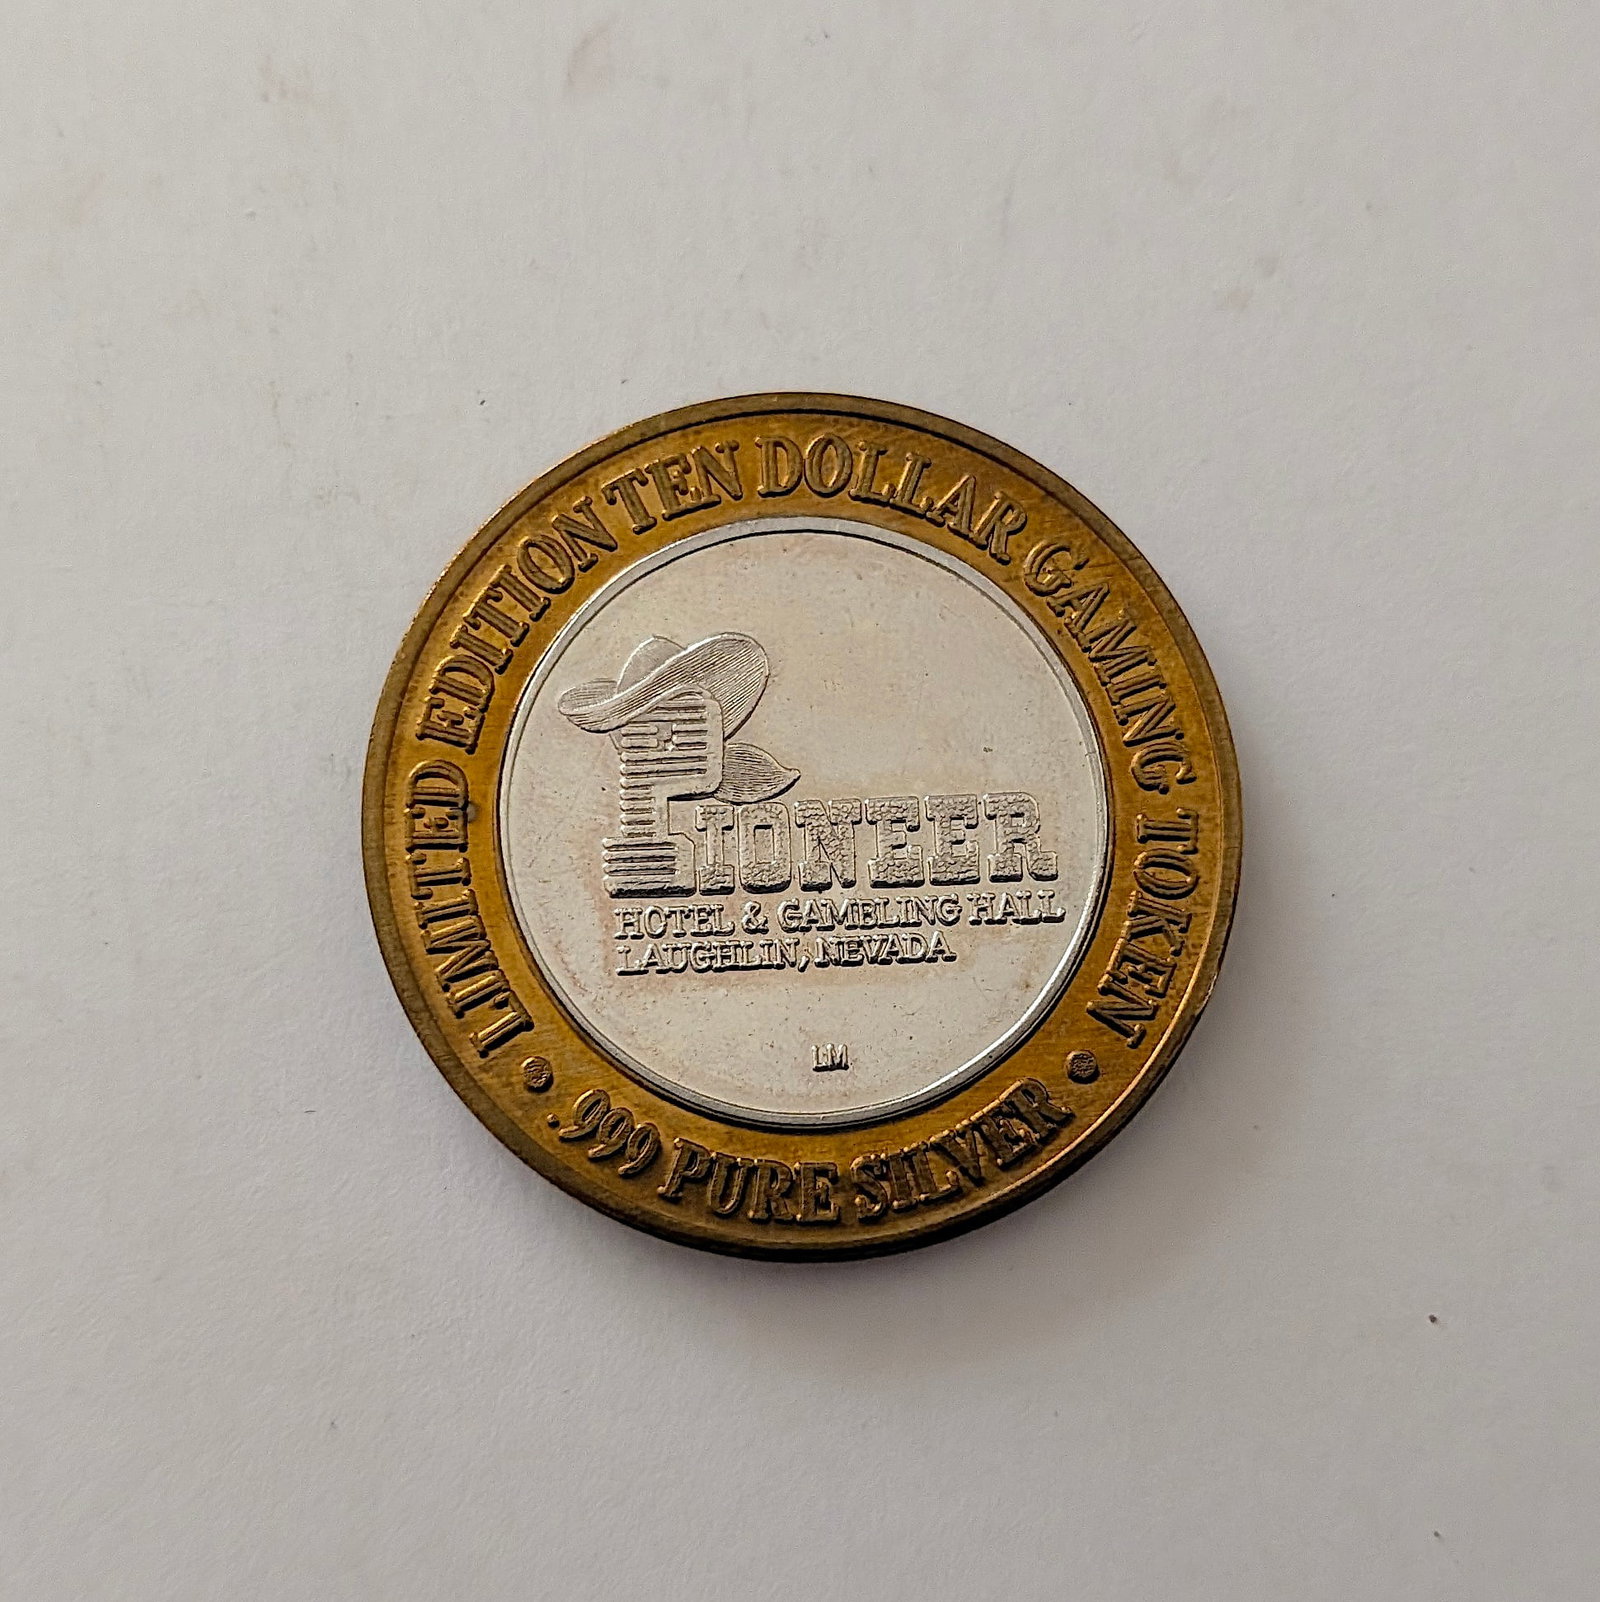 LIMITED EDITION TEN DOLLAR GAMING TOKEN
PIONEER
HOTEL & GAMBLING HALL
LAUGHLIN, NEVADA
LM
• .999 PURE SILVER •